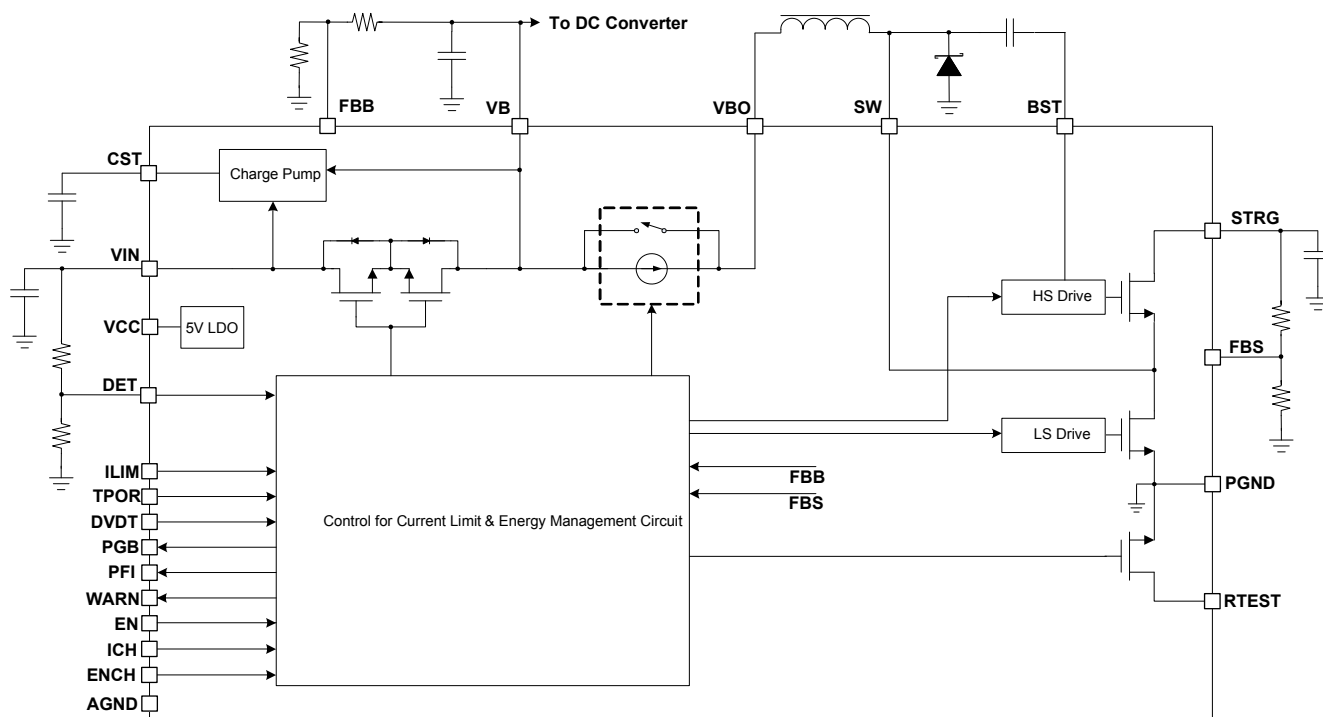 To DC Converter
FBB
VB
VBO
SW
BST
CST
Charge Pump
STRG
VIN
HS Drive
VCC
5V LDO
FBS
DET
LS Drive
ILIM
FBB
TPOR
FBS
PGND
DVDT
Control for Current Limit & Energy Management Circuit
PGB
PFI
WARN
RTEST
EN
ICH
ENCH
AGND